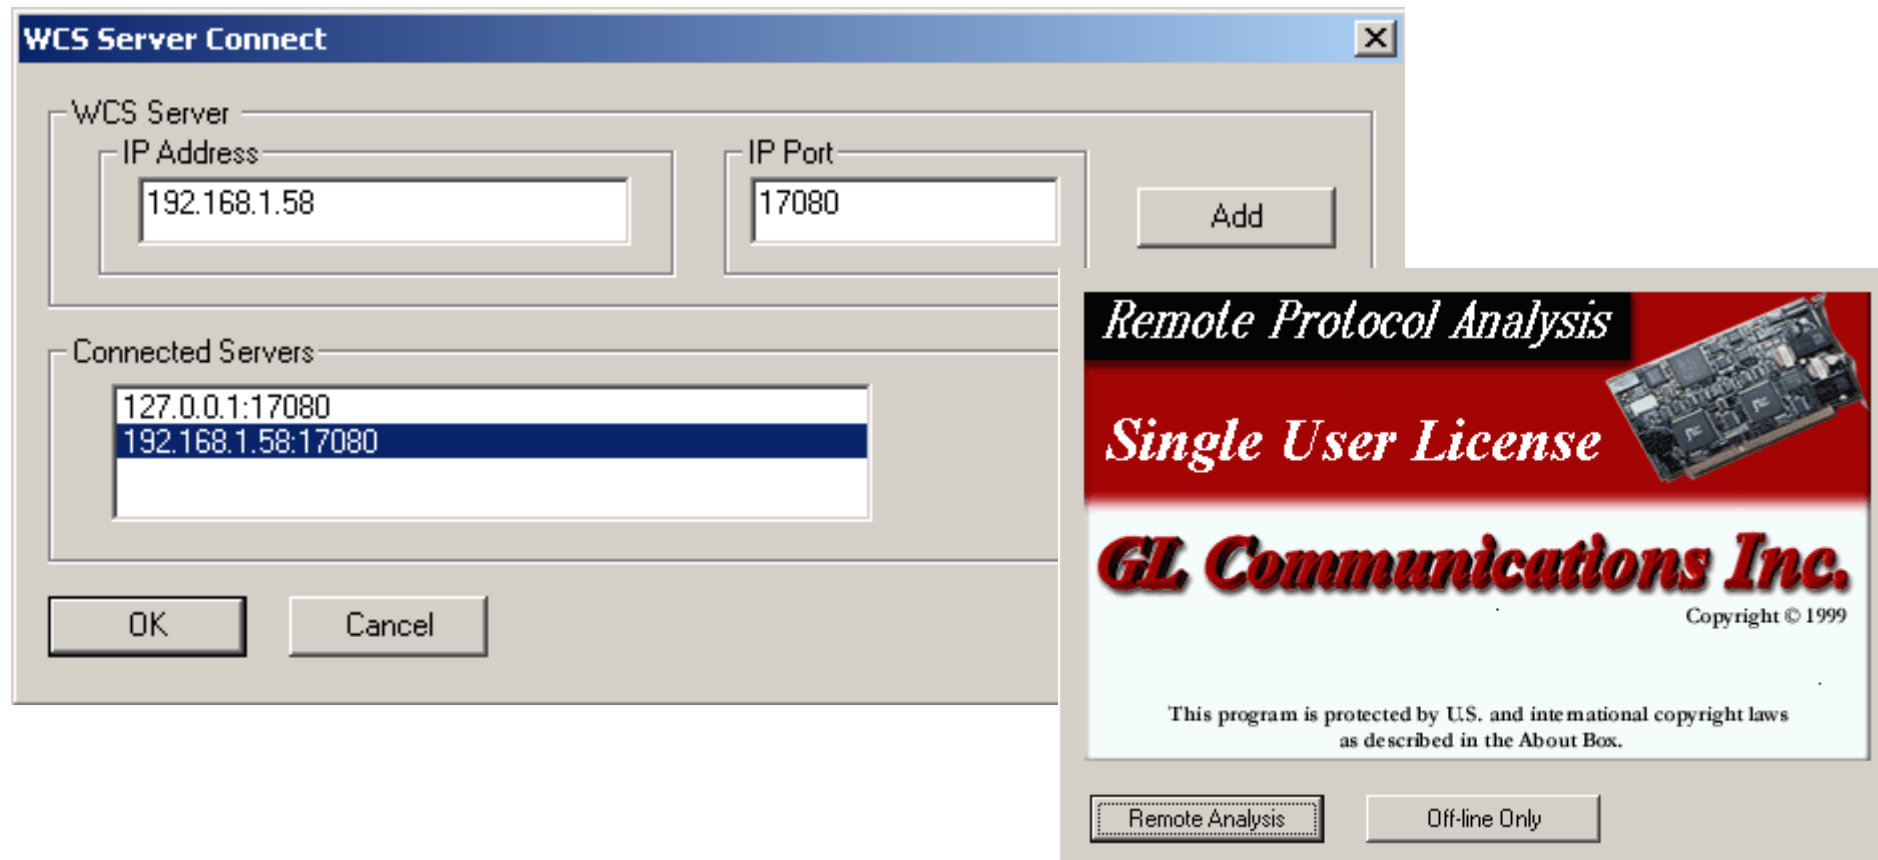 WCS Server Connect
WCS Server
IP Address
IP Port
192.168.1.58
17080
Add
Connected Servers
127.0.0.1:17080
192.168.1.58:17080
OK
Cancel
Remote Protocol Analysis
Single User License
GL Communications Inc.
Copyright © 1999
This program is protected by U.S. and international copyright laws
as described in the About Box.
Remote Analysis
Off-line Only